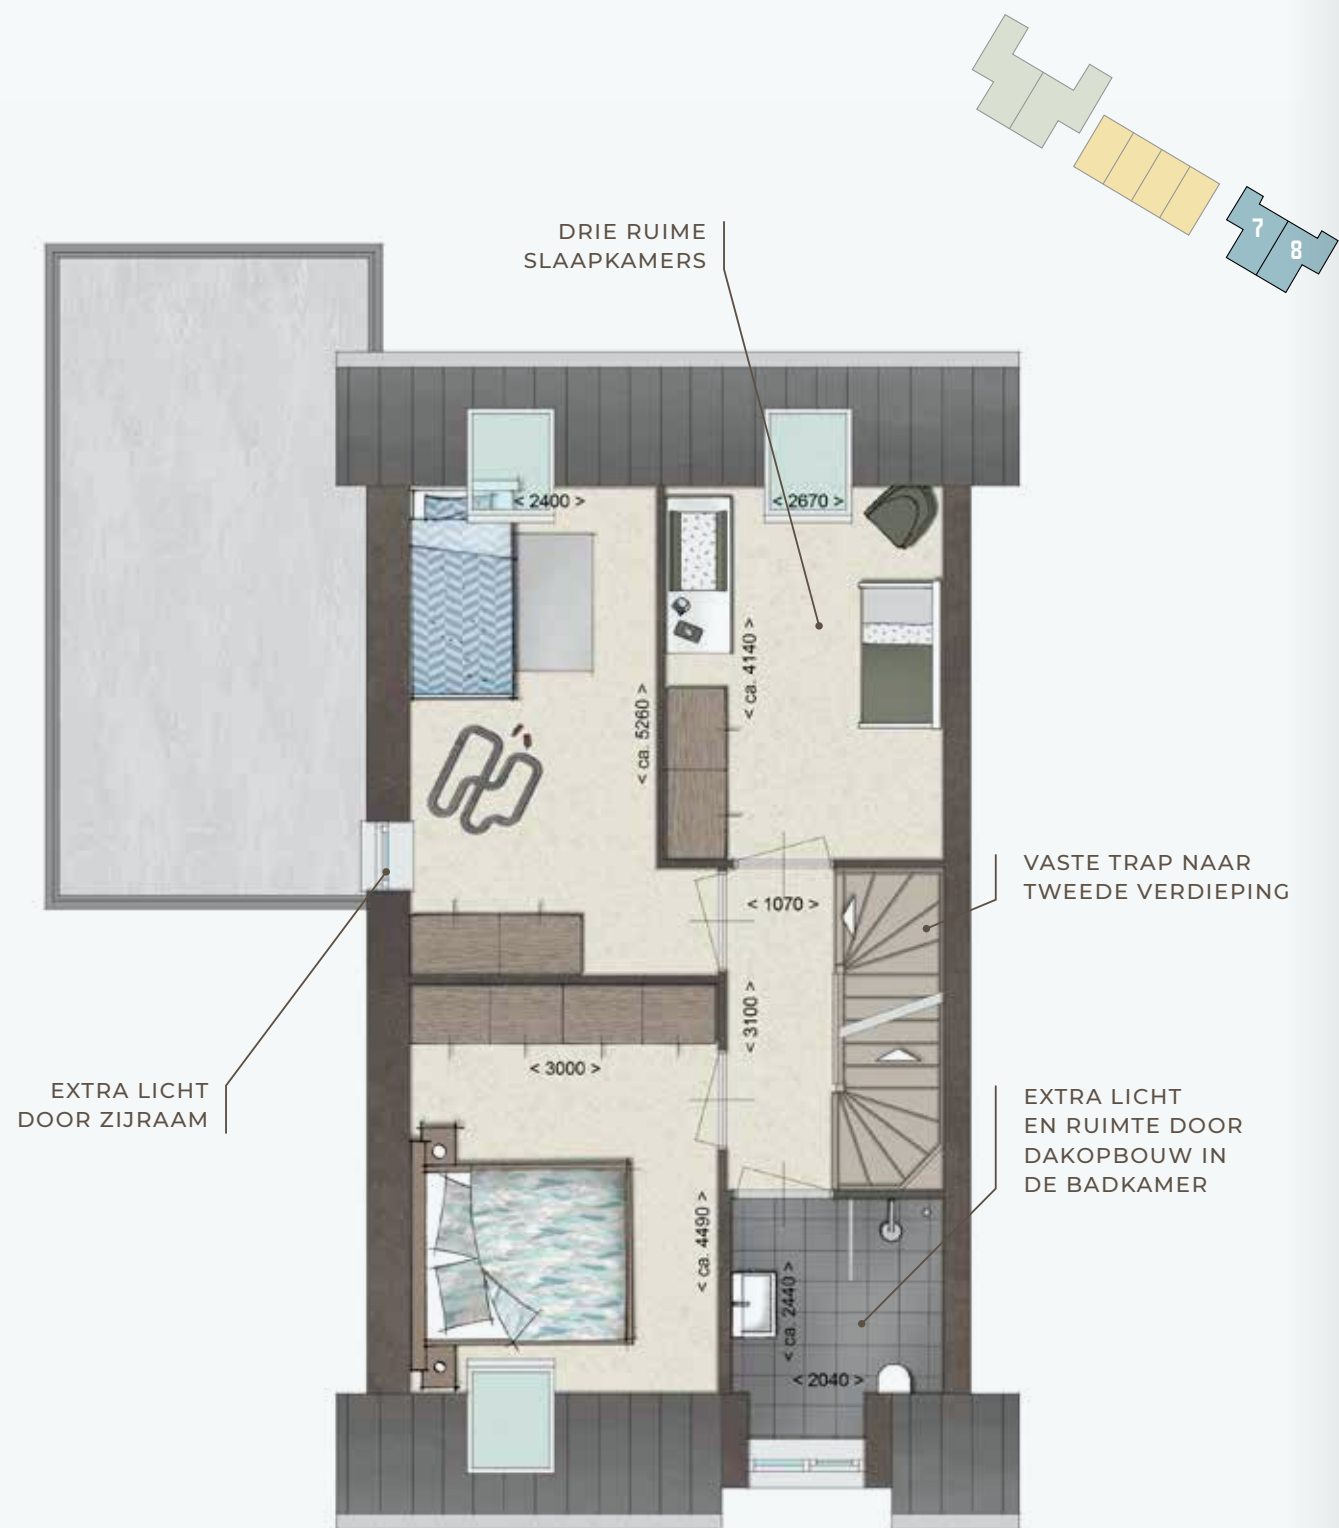 7
8
DRIE RUIME
SLAAPKAMERS
< 2400 >
< 2670 >
< ca. 4140 >
< ca. 5260 >
VASTE TRAP NAAR
TWEEDE VERDIEPING
< 1070 >
< 3100 >
< 3000 >
EXTRA LICHT
DOOR ZIJRAAM
EXTRA LICHT
EN RUIMTE DOOR
DAKOPBOUW IN
DE BADKAMER
< ca. 4490 >
< ca. 2440 >
< 2040 >